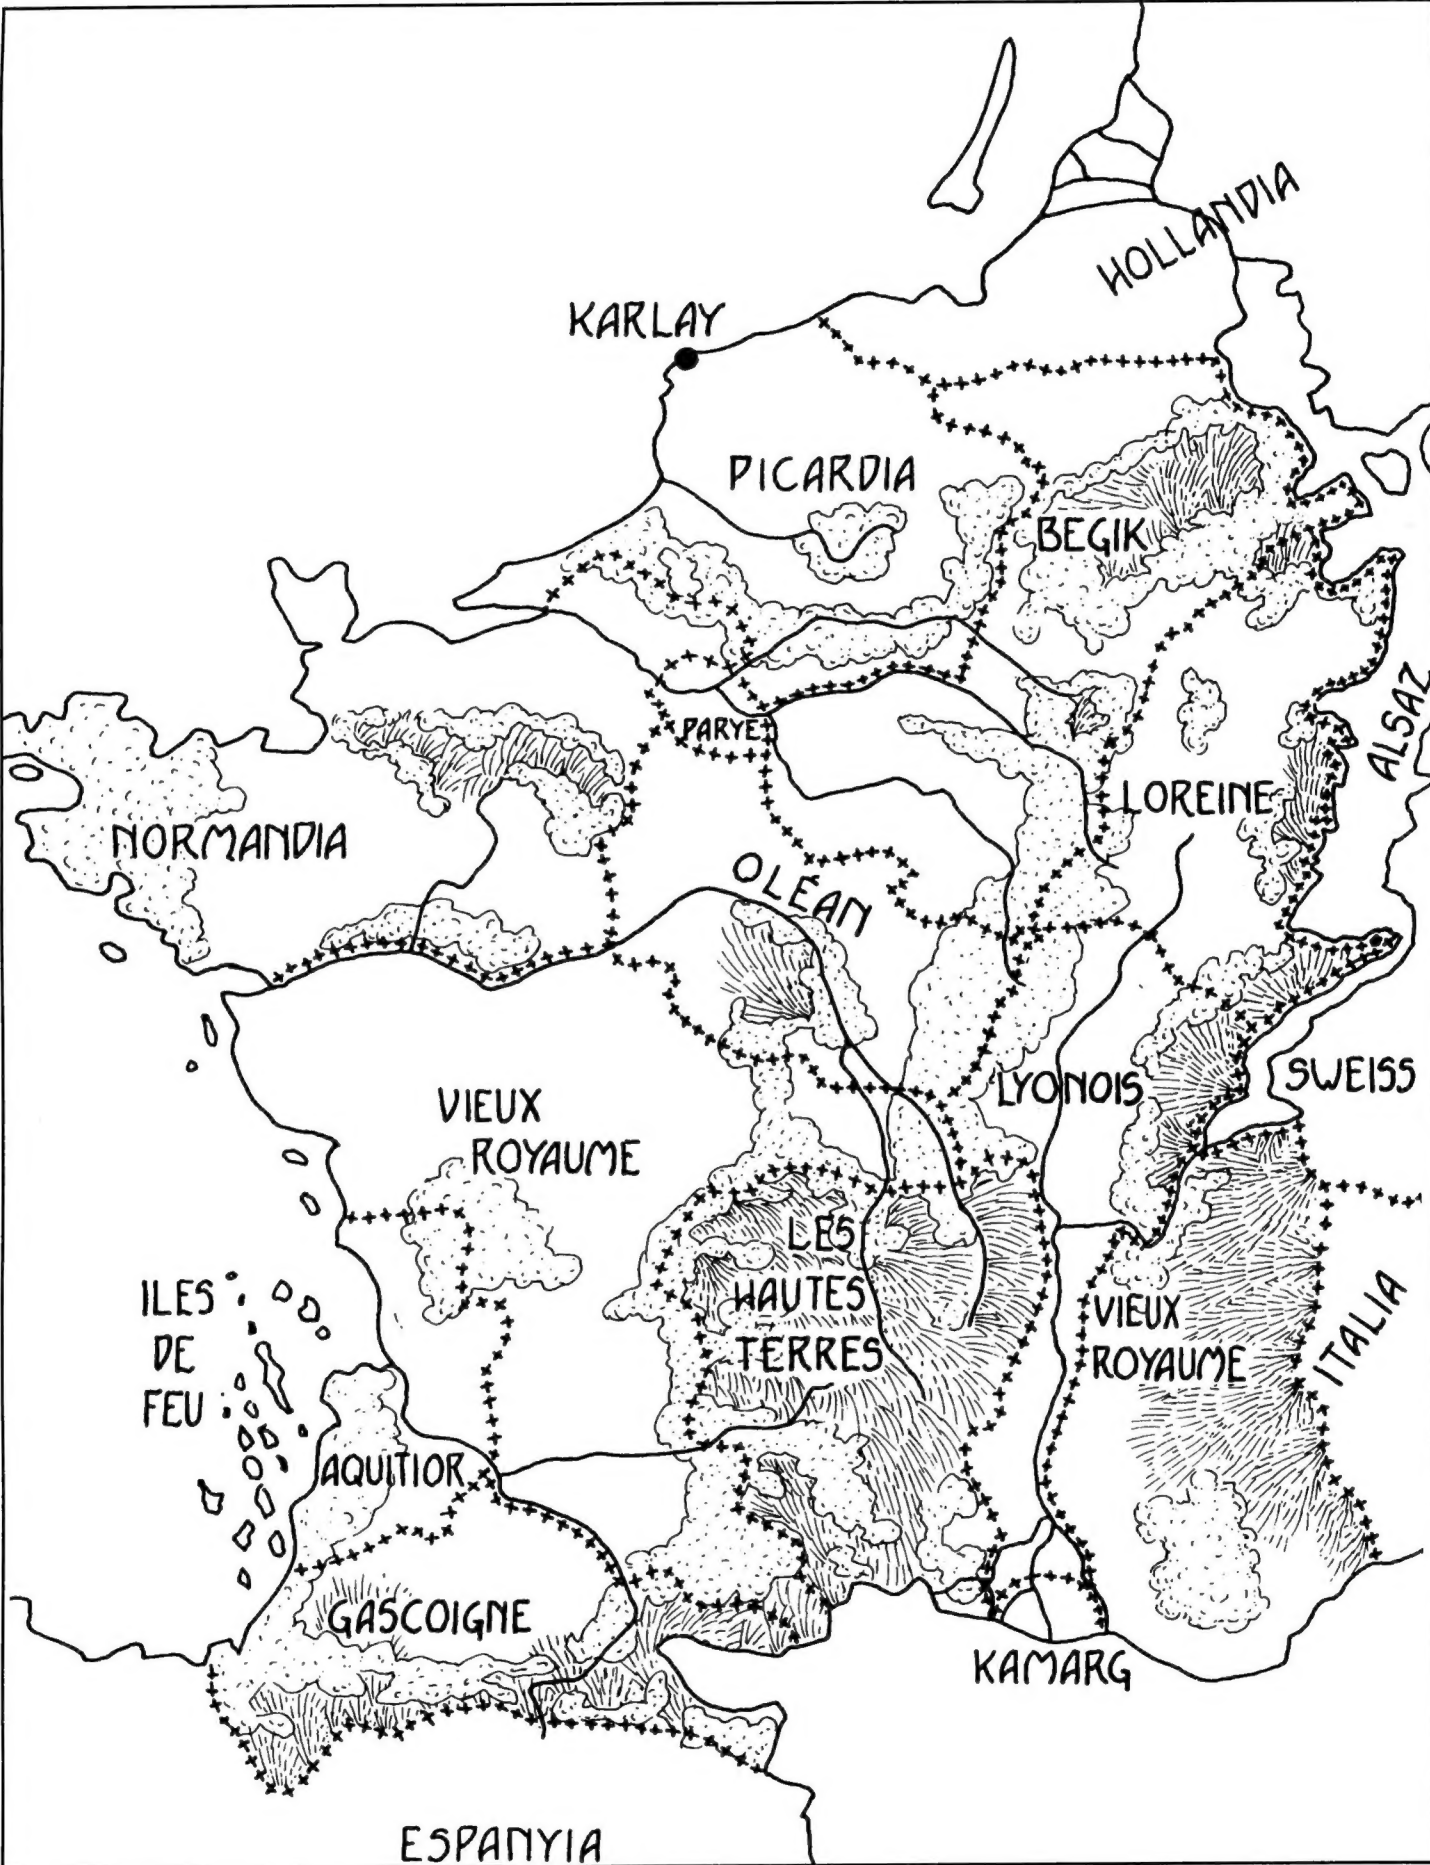 HOLLANDIA
KARLAY
PICARDIA
BEGIK
ALSAZ
PARYE
LOREINE
NORMANDIA
OLÉAN
SWEISS
LYONOIS
VIEUX
ROYAUME
LES
HAUTES
TERRES
ILES
DE
FEU
VIEUX
ROYAUME
ITALIA
AQUITIOR
GASCOIGNE
KAMARG
ESPANYIA